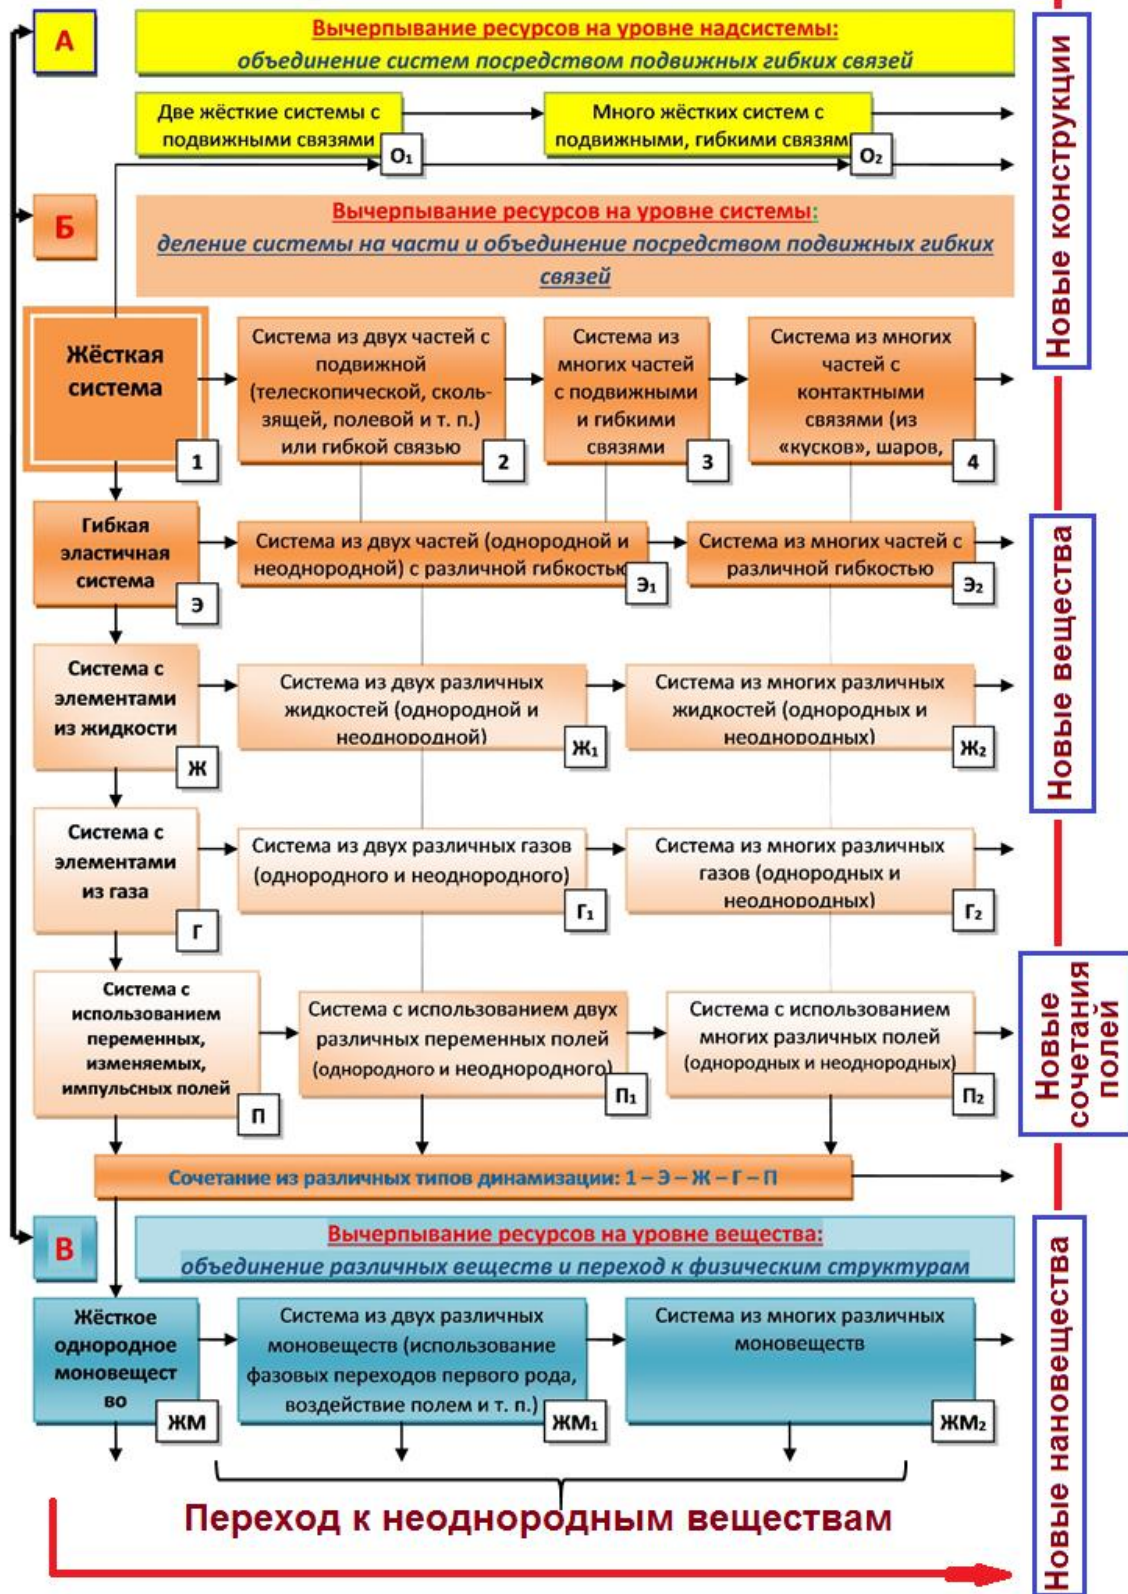 А
Вычерпывание ресурсов на уровне надсистемы:
объединение систем посредством подвижных гибких связей
Две жёсткие системы с
подвижными связями
О1
Много жёстких систем с
подвижными, гибкими связям
О2
Б
Вычерпывание ресурсов на уровне системы:
деление системы на части и объединение посредством подвижных гибких
связей
Жёсткая
система
1
Система из двух частей с
подвижной
(телескопической, сколь-
зящей, полевой и т. п.)
или гибкой связью
2
Система из
многих частей
с подвижными
и гибкими
связями
3
Система из многих
частей с
контактными
связями (из
«кусков», шаров,
4
Гибкая
эластичная
система
Э
Система из двух частей (однородной и
неоднородной) с различной гибкостью
Э1
Система из многих частей с
различной гибкостью
Э2
Система с
элементами
из жидкости
Ж
Система из двух различных
жидкостей (однородной и
неоднородной)
Ж1
Система из многих различных
жидкостей (однородных и
неоднородных)
Ж2
Система с
элементами
из газа
Г
Система из двух различных газов
(однородного и неоднородного)
Г1
Система из многих различных
газов (однородных и
неоднородных)
Г2
Система с
использованием
переменных,
изменяемых,
импульсных полей
П
Система с использованием двух
различных переменных полей
(однородного и неоднородного)
П1
Система с использованием
многих различных полей
(однородных и неоднородных)
П2
Сочетание из различных типов динамизации: 1 – Э – Ж – Г – П
В
Вычерпывание ресурсов на уровне вещества:
объединение различных веществ и переход к физическим структурам
Жёсткое
однородное
моновещест
во
ЖМ
Система из двух различных
моновеществ (использование
фазовых переходов первого рода,
воздействие полем и т. п.)
ЖМ1
Система из многих различных
моновеществ
ЖМ2
Переход к неоднородным веществам
Новые конструкции
Новые вещества
Новые
сочетания
полей
Новые нановещества